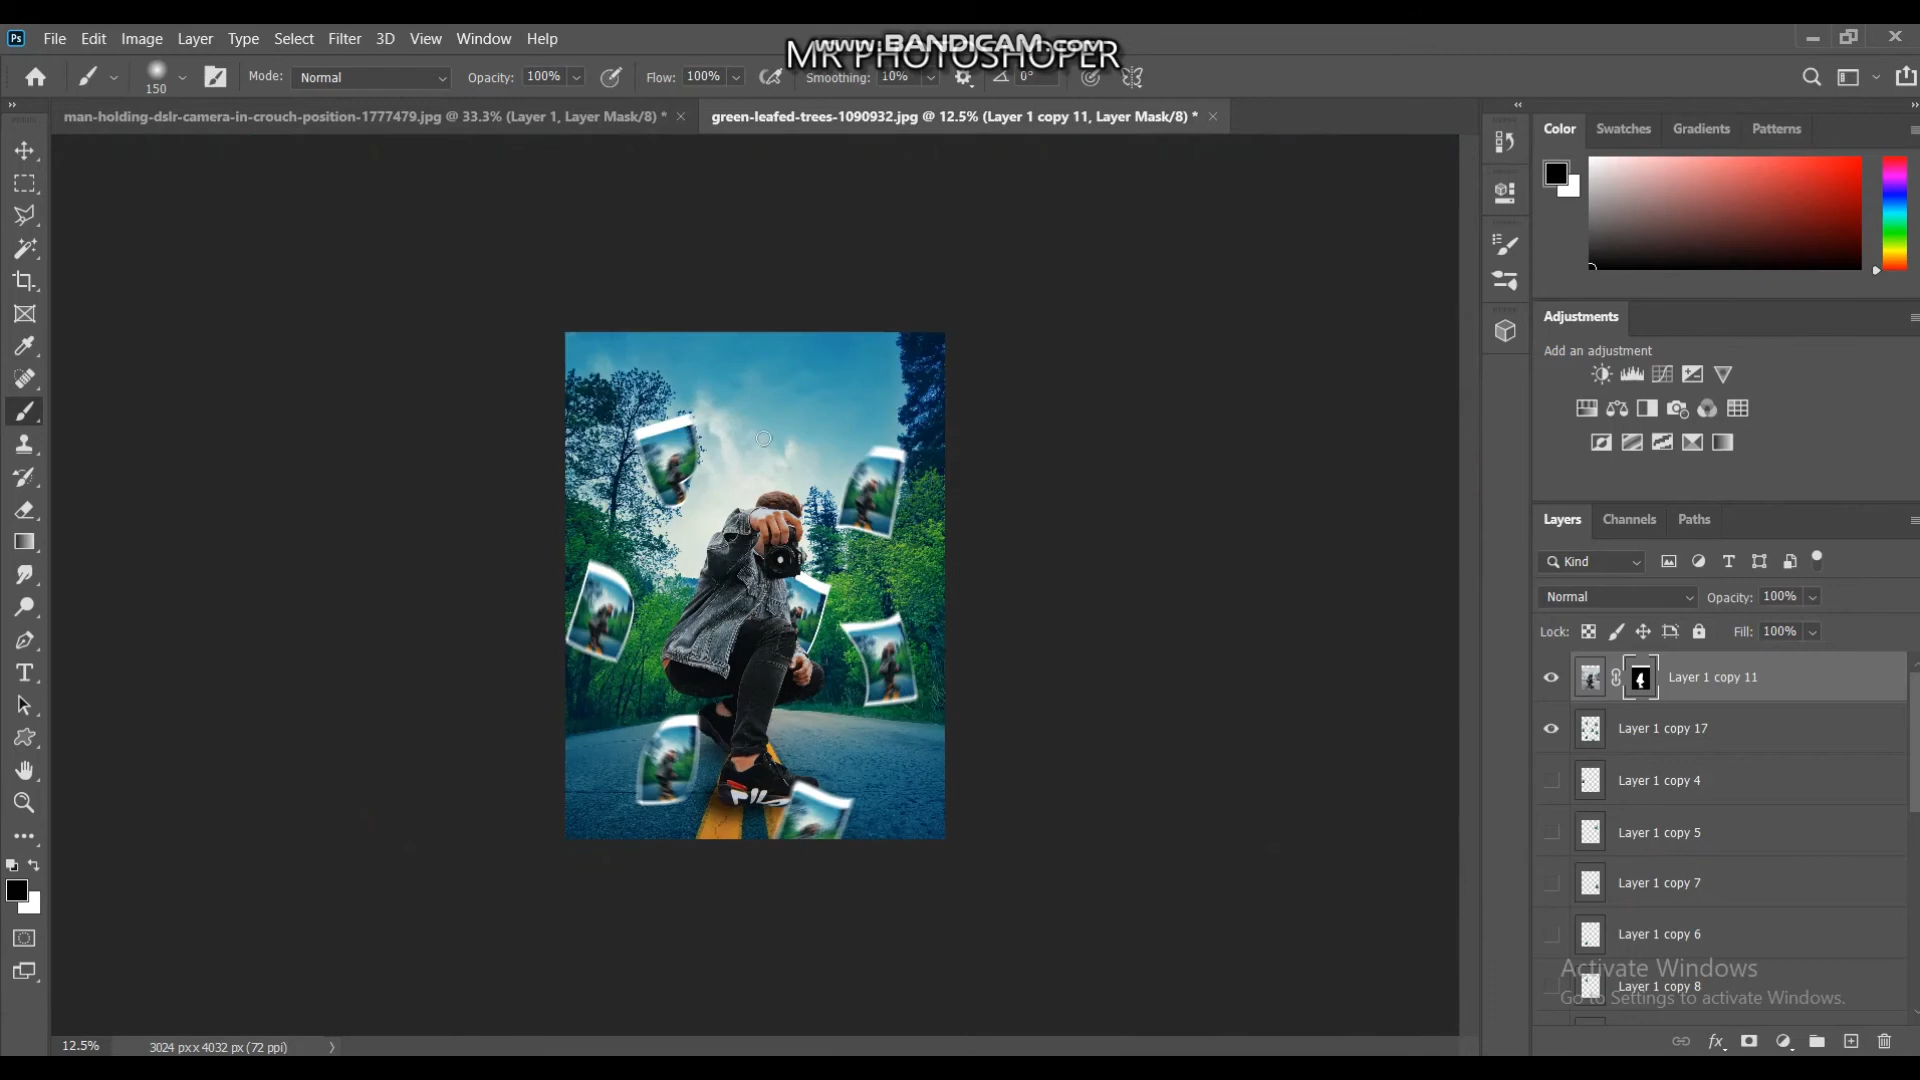 Ps File Edit Image Layer Type Select Filter 3D View Window Help
www.BANDICAM.com
MR PHOTOSHOPER
150 Mode: Normal Opacity: 100% Flow: 100% Smoothing: 10% 0°
man-holding-dslr-camera-in-crouch-position-1777479.jpg @ 33.3% (Layer 1, Layer Mask/8) *
green-leafed-trees-1090932.jpg @ 12.5% (Layer 1 copy 11, Layer Mask/8) *
Color Swatches Gradients Patterns
Adjustments
Add an adjustment
Layers Channels Paths
Kind
Normal Opacity: 100%
Lock: Fill: 100%
Layer 1 copy 11
Layer 1 copy 17
Layer 1 copy 4
Layer 1 copy 5
Layer 1 copy 7
Layer 1 copy 6
Layer 1 copy 8
Activate Windows
Go to Settings to activate Windows.
FILA
fx
12.5% 3024 px x 4032 px (72 ppi)